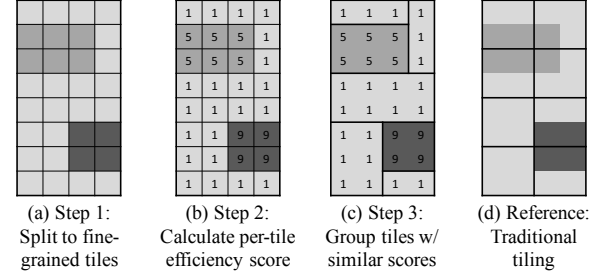 1 1 1 1
5 5 5 1
5 5 5 1
1 1 1 1
1 1 1 1
1 1 9 9
1 1 9 9
1 1 1 1
1 1 1 1
5 5 5 1
5 5 5 1
1 1 1 1
1 1 1 1
1 1 9 9
1 1 9 9
1 1 1 1
(a) Step 1:
Split to fine-
grained tiles
(b) Step 2:
Calculate per-tile
efficiency score
(c) Step 3:
Group tiles w/
similar scores
(d) Reference:
Traditional
tiling